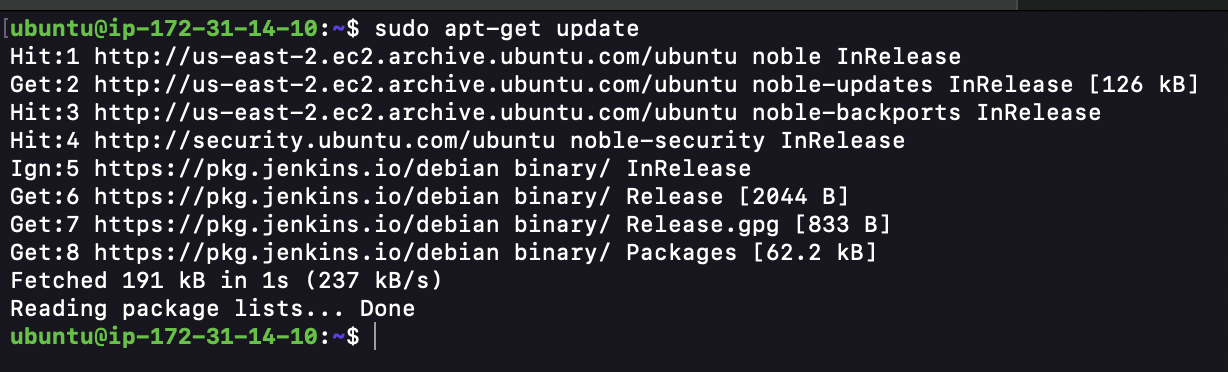 ubuntu@ip-172-31-14-10:~$ sudo apt-get update
Hit:1 http://us-east-2.ec2.archive.ubuntu.com/ubuntu noble InRelease
Get:2 http://us-east-2.ec2.archive.ubuntu.com/ubuntu noble-updates InRelease [126 kB]
Hit:3 http://us-east-2.ec2.archive.ubuntu.com/ubuntu noble-backports InRelease
Hit:4 http://security.ubuntu.com/ubuntu noble-security InRelease
Ign:5 https://pkg.jenkins.io/debian binary/ InRelease
Get:6 https://pkg.jenkins.io/debian binary/ Release [2044 B]
Get:7 https://pkg.jenkins.io/debian binary/ Release.gpg [833 B]
Get:8 https://pkg.jenkins.io/debian binary/ Packages [62.2 kB]
Fetched 191 kB in 1s (237 kB/s)
Reading package lists... Done
ubuntu@ip-172-31-14-10:~$